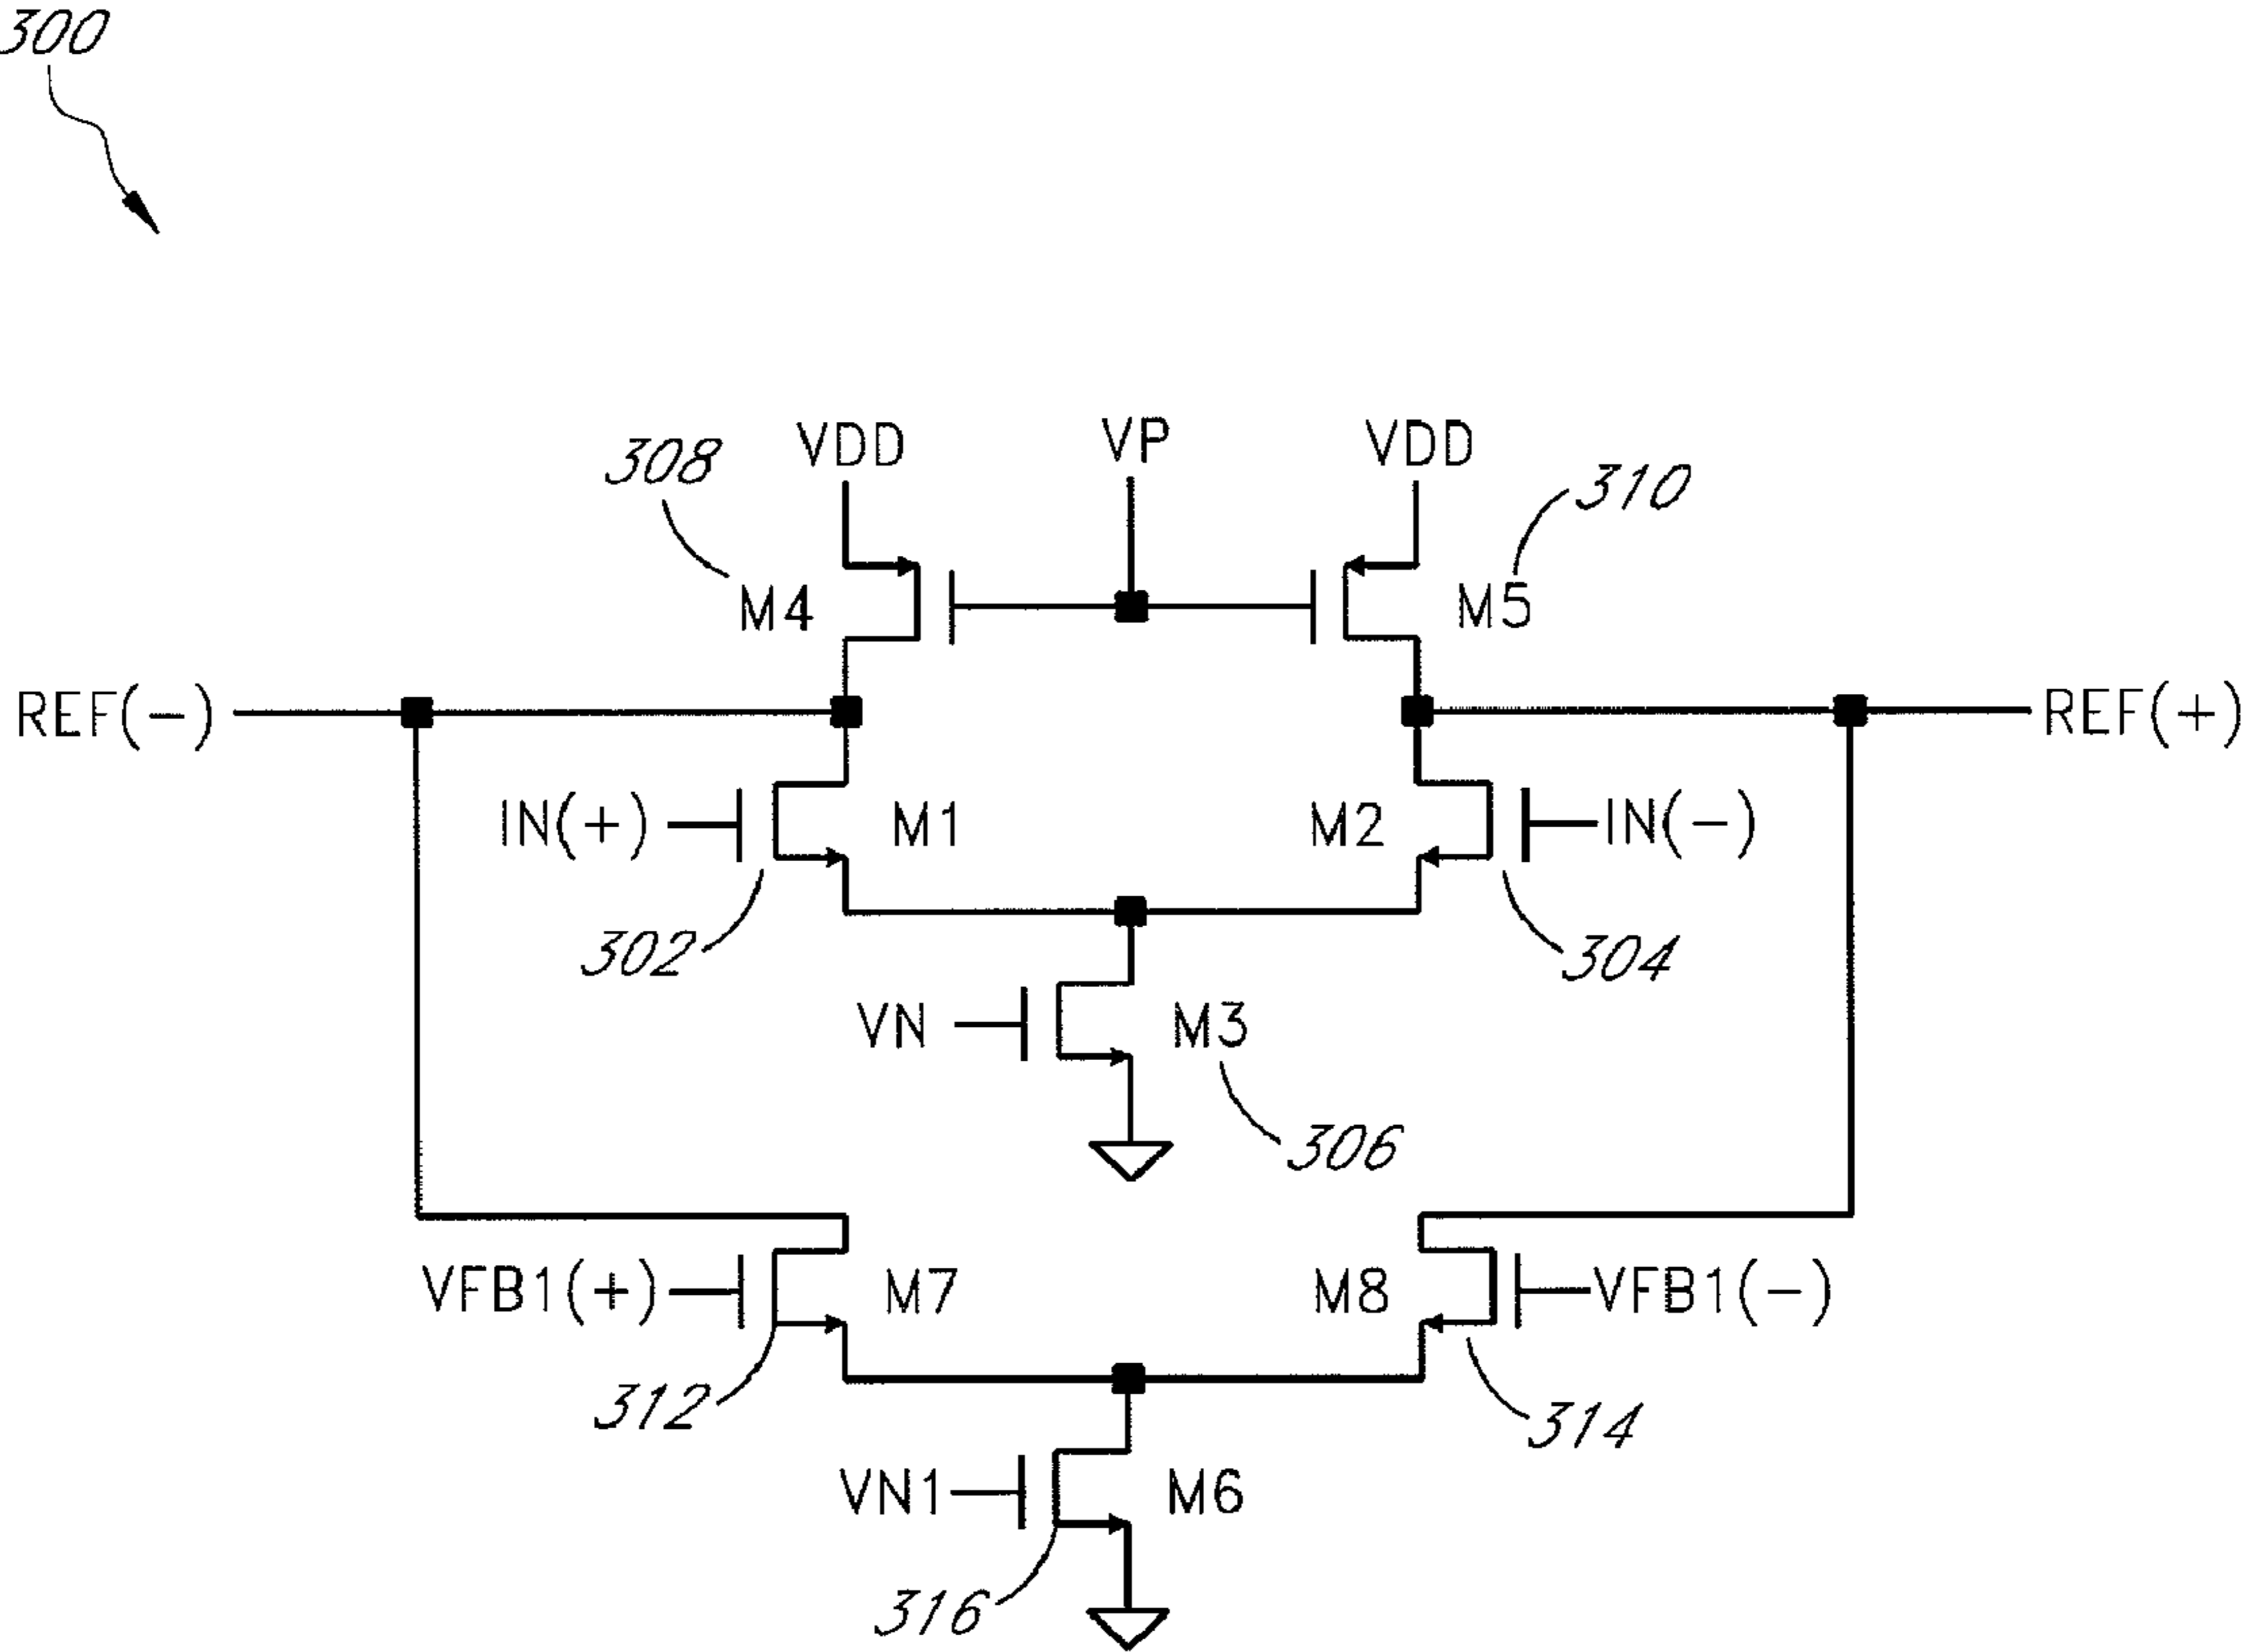 300
VDD
VP
VDD
308
310
M4
M5
REF(-)
REF(+)
IN(+)
M1
M2
IN(-)
302
304
VN
M3
306
VFB1(+)
M7
M8
VFB1(-)
312
314
VN1
M6
316